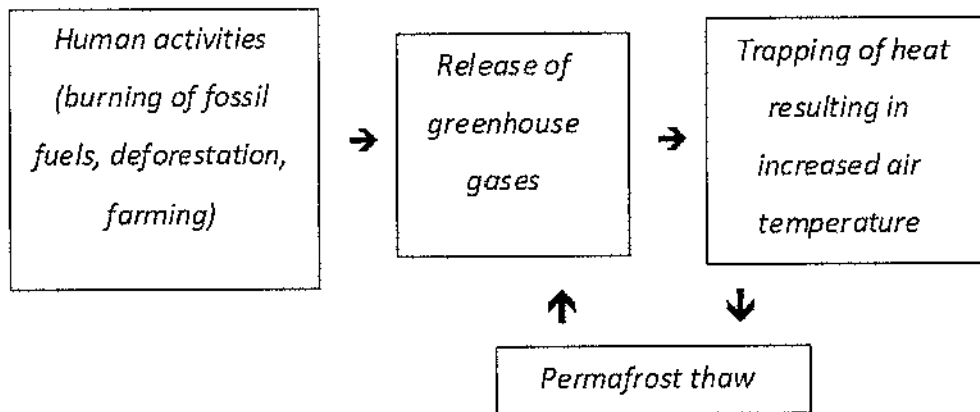 Human activities
(burning of fossil
fuels, deforestation,
farming)
Release of
greenhouse
gases
Trapping of heat
resulting in
increased air
temperature
Permafrost thaw